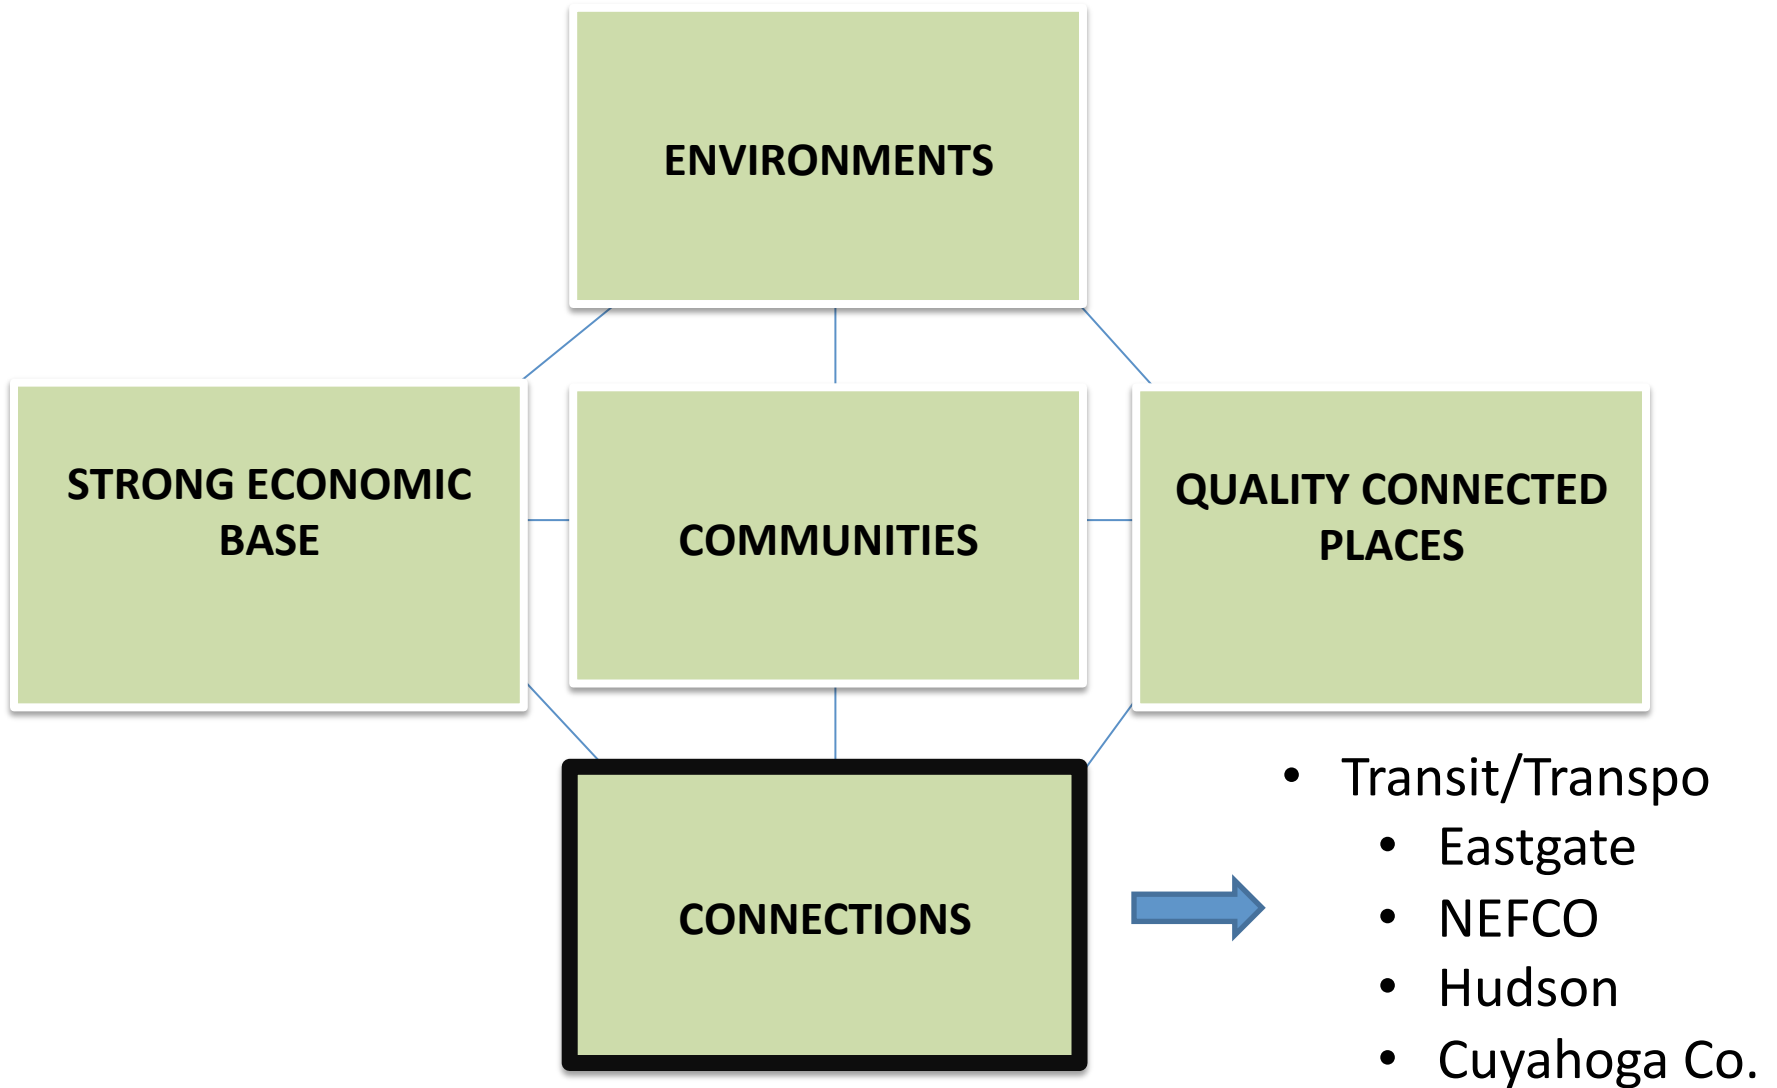 ENVIRONMENTS
STRONG ECONOMIC
BASE
COMMUNITIES
QUALITY CONNECTED
PLACES
CONNECTIONS
• Transit/Transpo
• Eastgate
• NEFCO
• Hudson
• Cuyahoga Co.